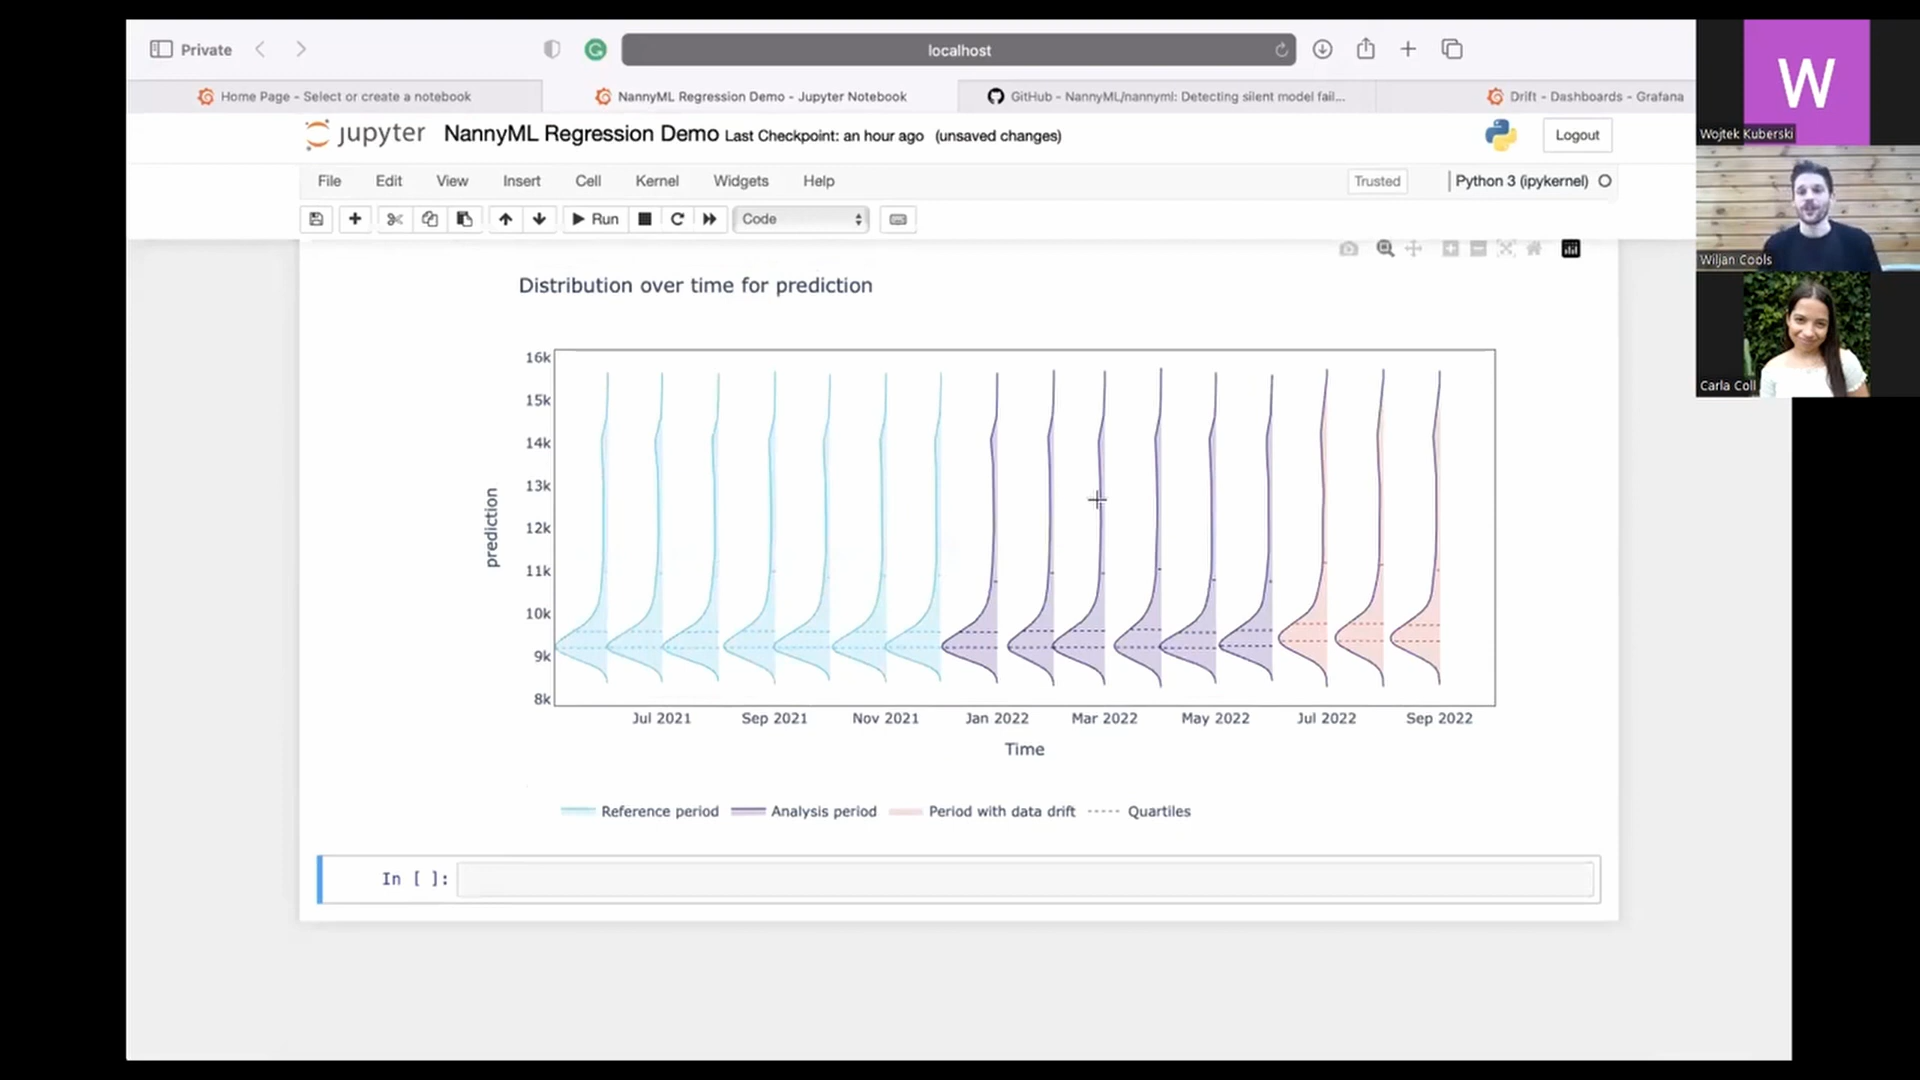 Private
localhost
Home Page - Select or create a notebook
NannyML Regression Demo - Jupyter Notebook
GitHub - NannyML/nannyml: Detecting silent model fail...
Drift - Dashboards - Grafana
jupyter NannyML Regression Demo Last Checkpoint: an hour ago (unsaved changes)
Logout
File Edit View Insert Cell Kernel Widgets Help
Trusted
Python 3 (ipykernel)
Run
Code
W
Wojtek Kuberski
Wiljan Cools
Carla Coll
Distribution over time for prediction
prediction
16k
15k
14k
13k
12k
11k
10k
9k
8k
Jul 2021 Sep 2021 Nov 2021 Jan 2022 Mar 2022 May 2022 Jul 2022 Sep 2022
Time
Reference period Analysis period Period with data drift Quartiles
In [ ]: